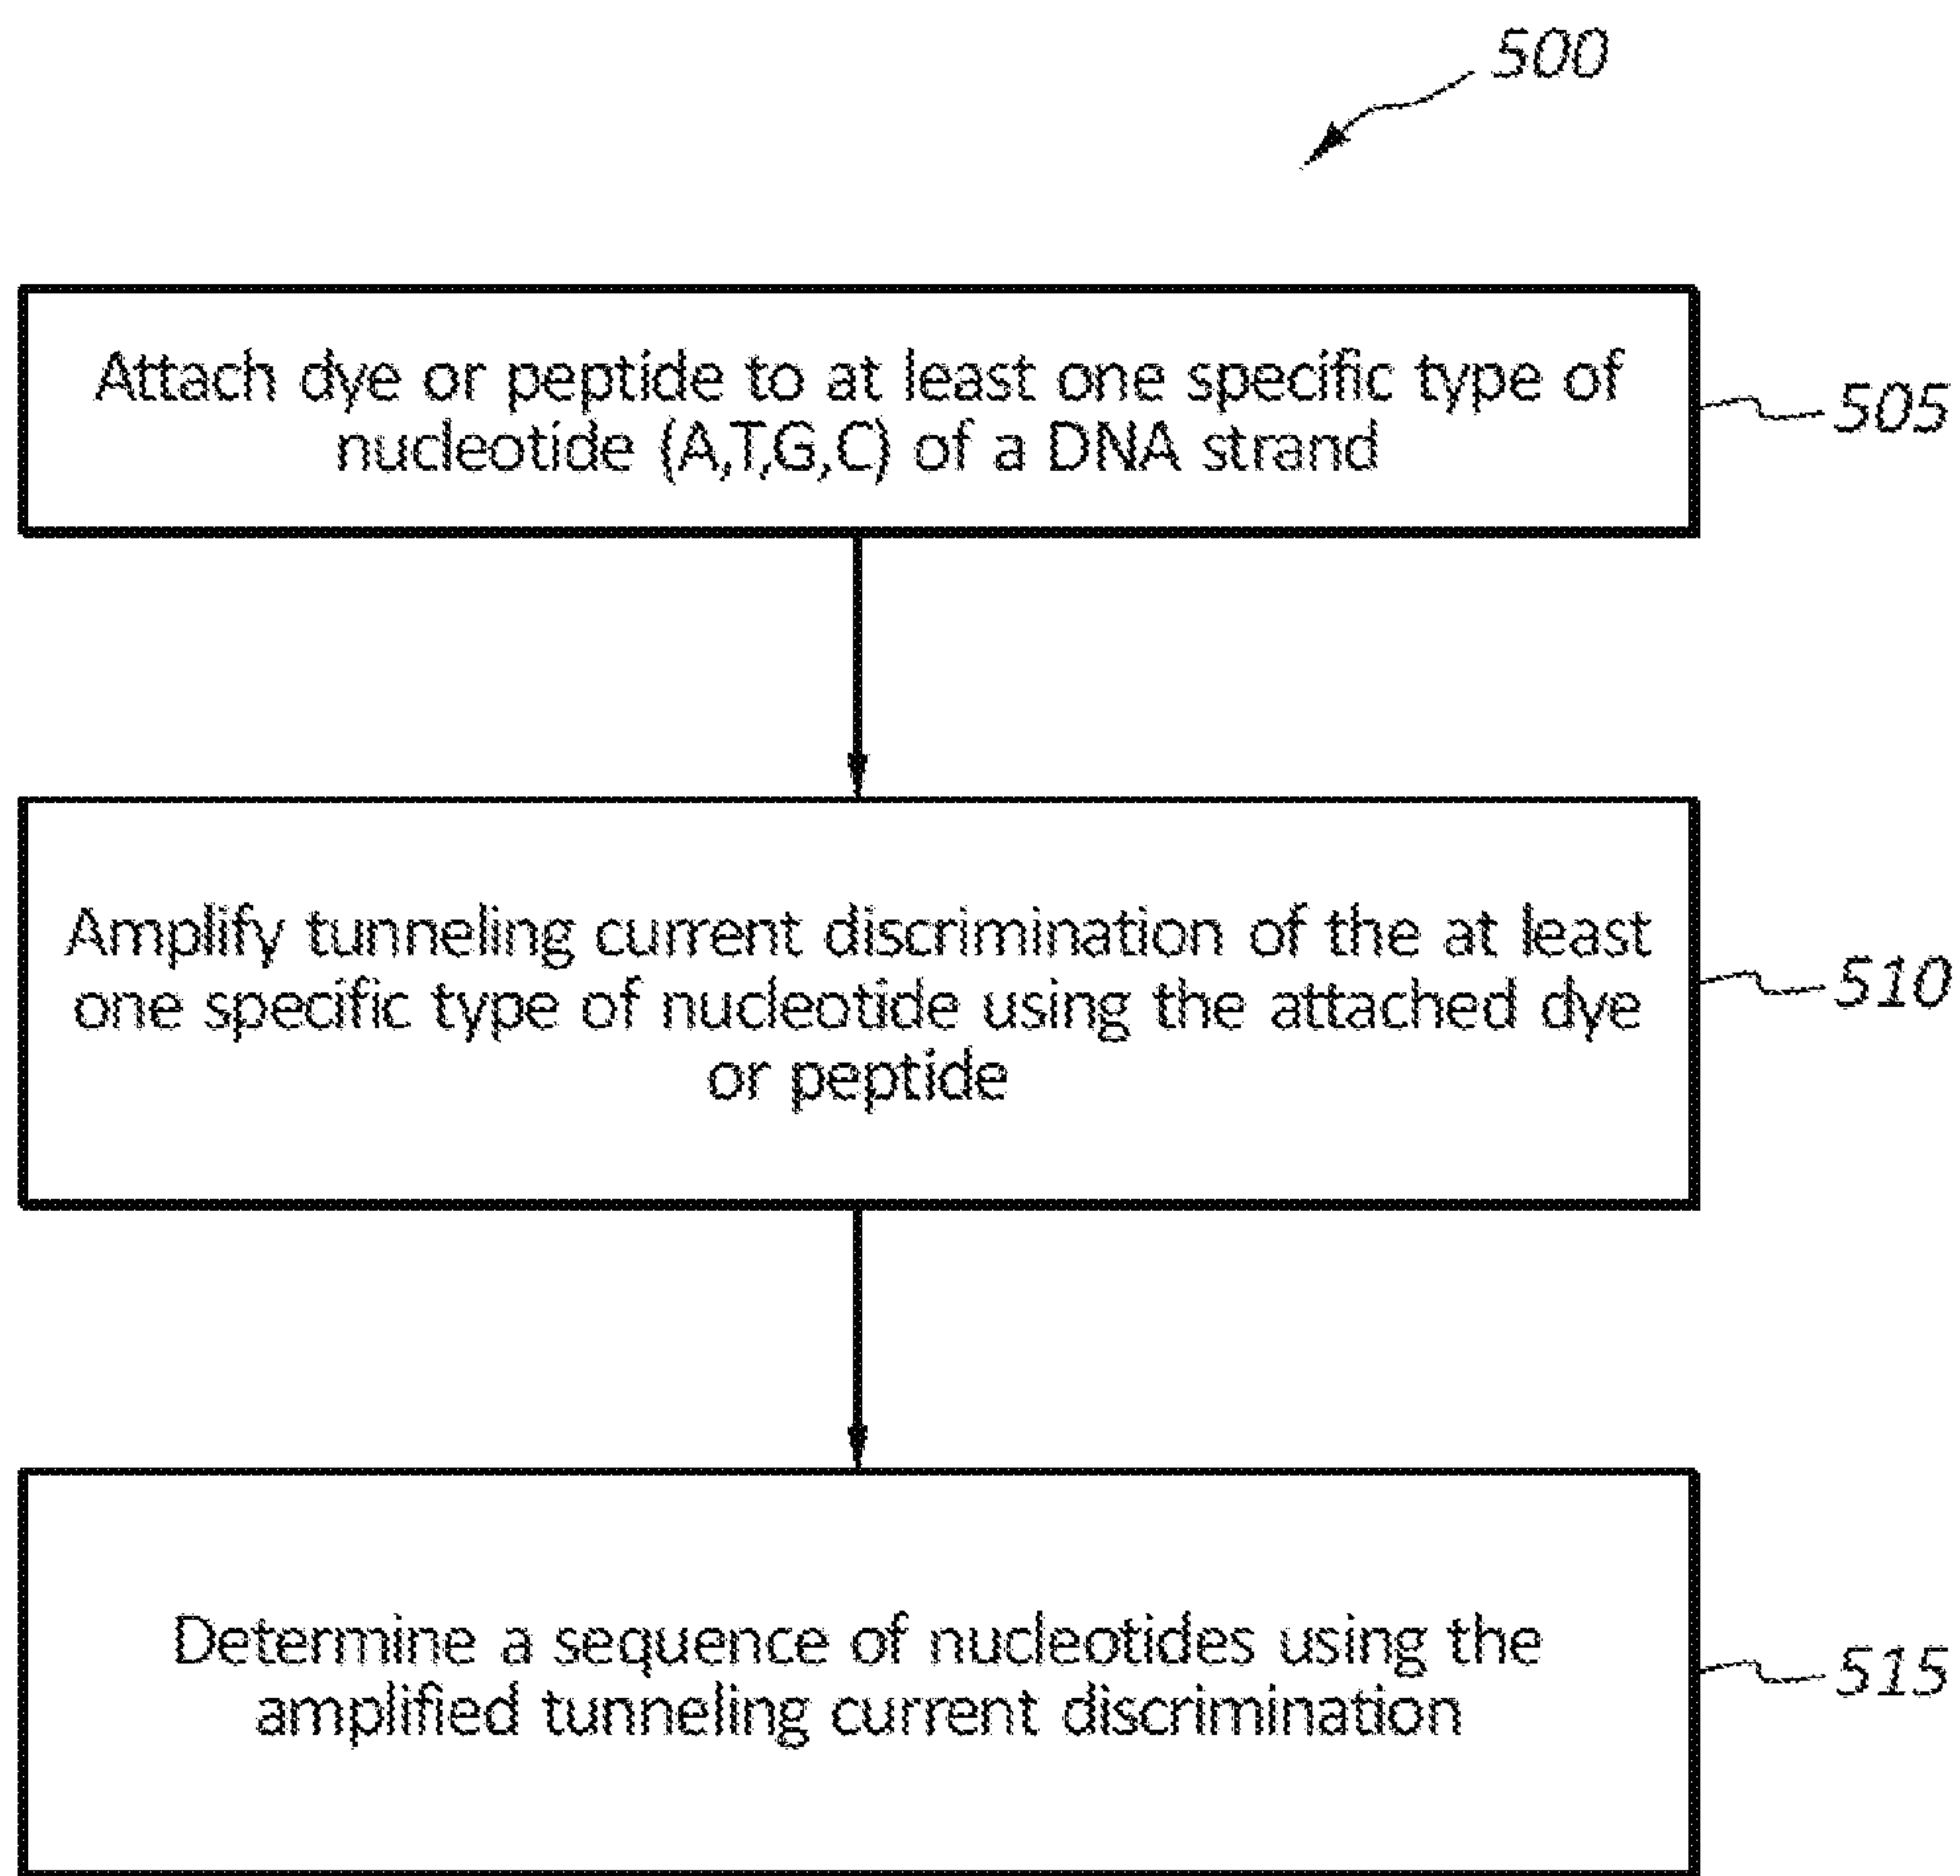 500
Attach dye or peptide to at least one specific type of
nucleotide (A,T,G,C) of a DNA strand
505
Amplify tunneling current discrimination of the at least
one specific type of nucleotide using the attached dye
or peptide
510
Determine a sequence of nucleotides using the
amplified tunneling current discrimination
515